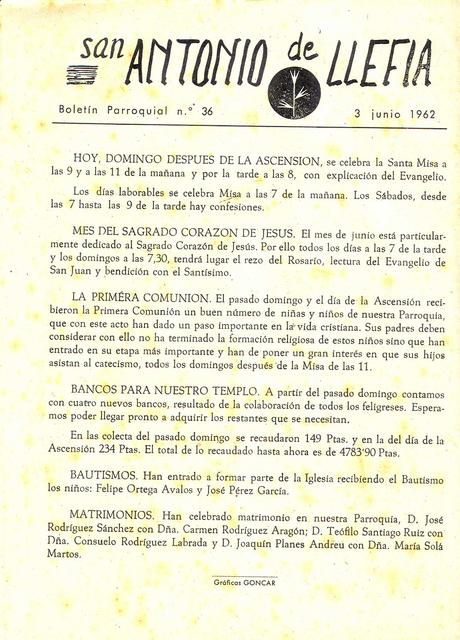 san ANTONIO de LLEFIA
Boletín Parroquial n.° 36 3 junio 1962
HOY, DOMINGO DESPUES DE LA ASCENSION, se celebra la Santa Misa a
las 9 y a las 11 de la mañana y por la tarde a las 8, con explicación del Evangelio.
Los días laborables se celebra Misa a las 7 de la mañana. Los Sábados, desde
las 7 hasta las 9 de la tarde hay confesiones.
MES DEL SAGRADO CORAZON DE JESUS. El mes de junio está particular-
mente dedicado al Sagrado Corazón de Jesús. Por ello todos los días a las 7 de la tarde
y los domingos a las 7,30, tendrá lugar el rezo del Rosario, lectura del Evangelio de
San Juan y bendición con el Santísimo.
LA PRIMERA COMUNION. El pasado domingo y el día de la Ascensión reci-
bieron la Primera Comunión un buen número de niñas y niños de nuestra Parroquia,
que con este acto han dado un paso importante en la vida cristiana. Sus padres deben
considerar con ello no ha terminado la formación religiosa de estos niños sino que han
entrado en su etapa más importante y han de poner un gran interés en que sus hijos
asistan al catecismo, todos los domingos después de la Misa de las 11.
BANCOS PARA NUESTRO TEMPLO. A partir del pasado domingo contamos
con cuatro nuevos bancos, resultado de la colaboración de todos los feligreses. Espera-
mos poder llegar pronto a adquirir los restantes que se necesitan.
En las colecta del pasado domingo se recaudaron 149 Ptas. y en la del día de la
Ascensión 234 Ptas. El total de lo recaudado hasta ahora es de 4783'90 Ptas.
BAUTISMOS. Han entrado a formar parte de la Iglesia recibiendo el Bautismo
los niños: Felipe Ortega Avalos y José Pérez García.
MATRIMONIOS. Han celebrado matrimonio en nuestra Parroquia, D. José
Rodríguez Sánchez con Dña. Carmen Rodríguez Aragón; D. Teófilo Santiago Ruiz con
Dña. Consuelo Rodríguez Labrada y D. Joaquín Planes Andreu con Dña. María Solá
Martos.
Gráficas GONCAR